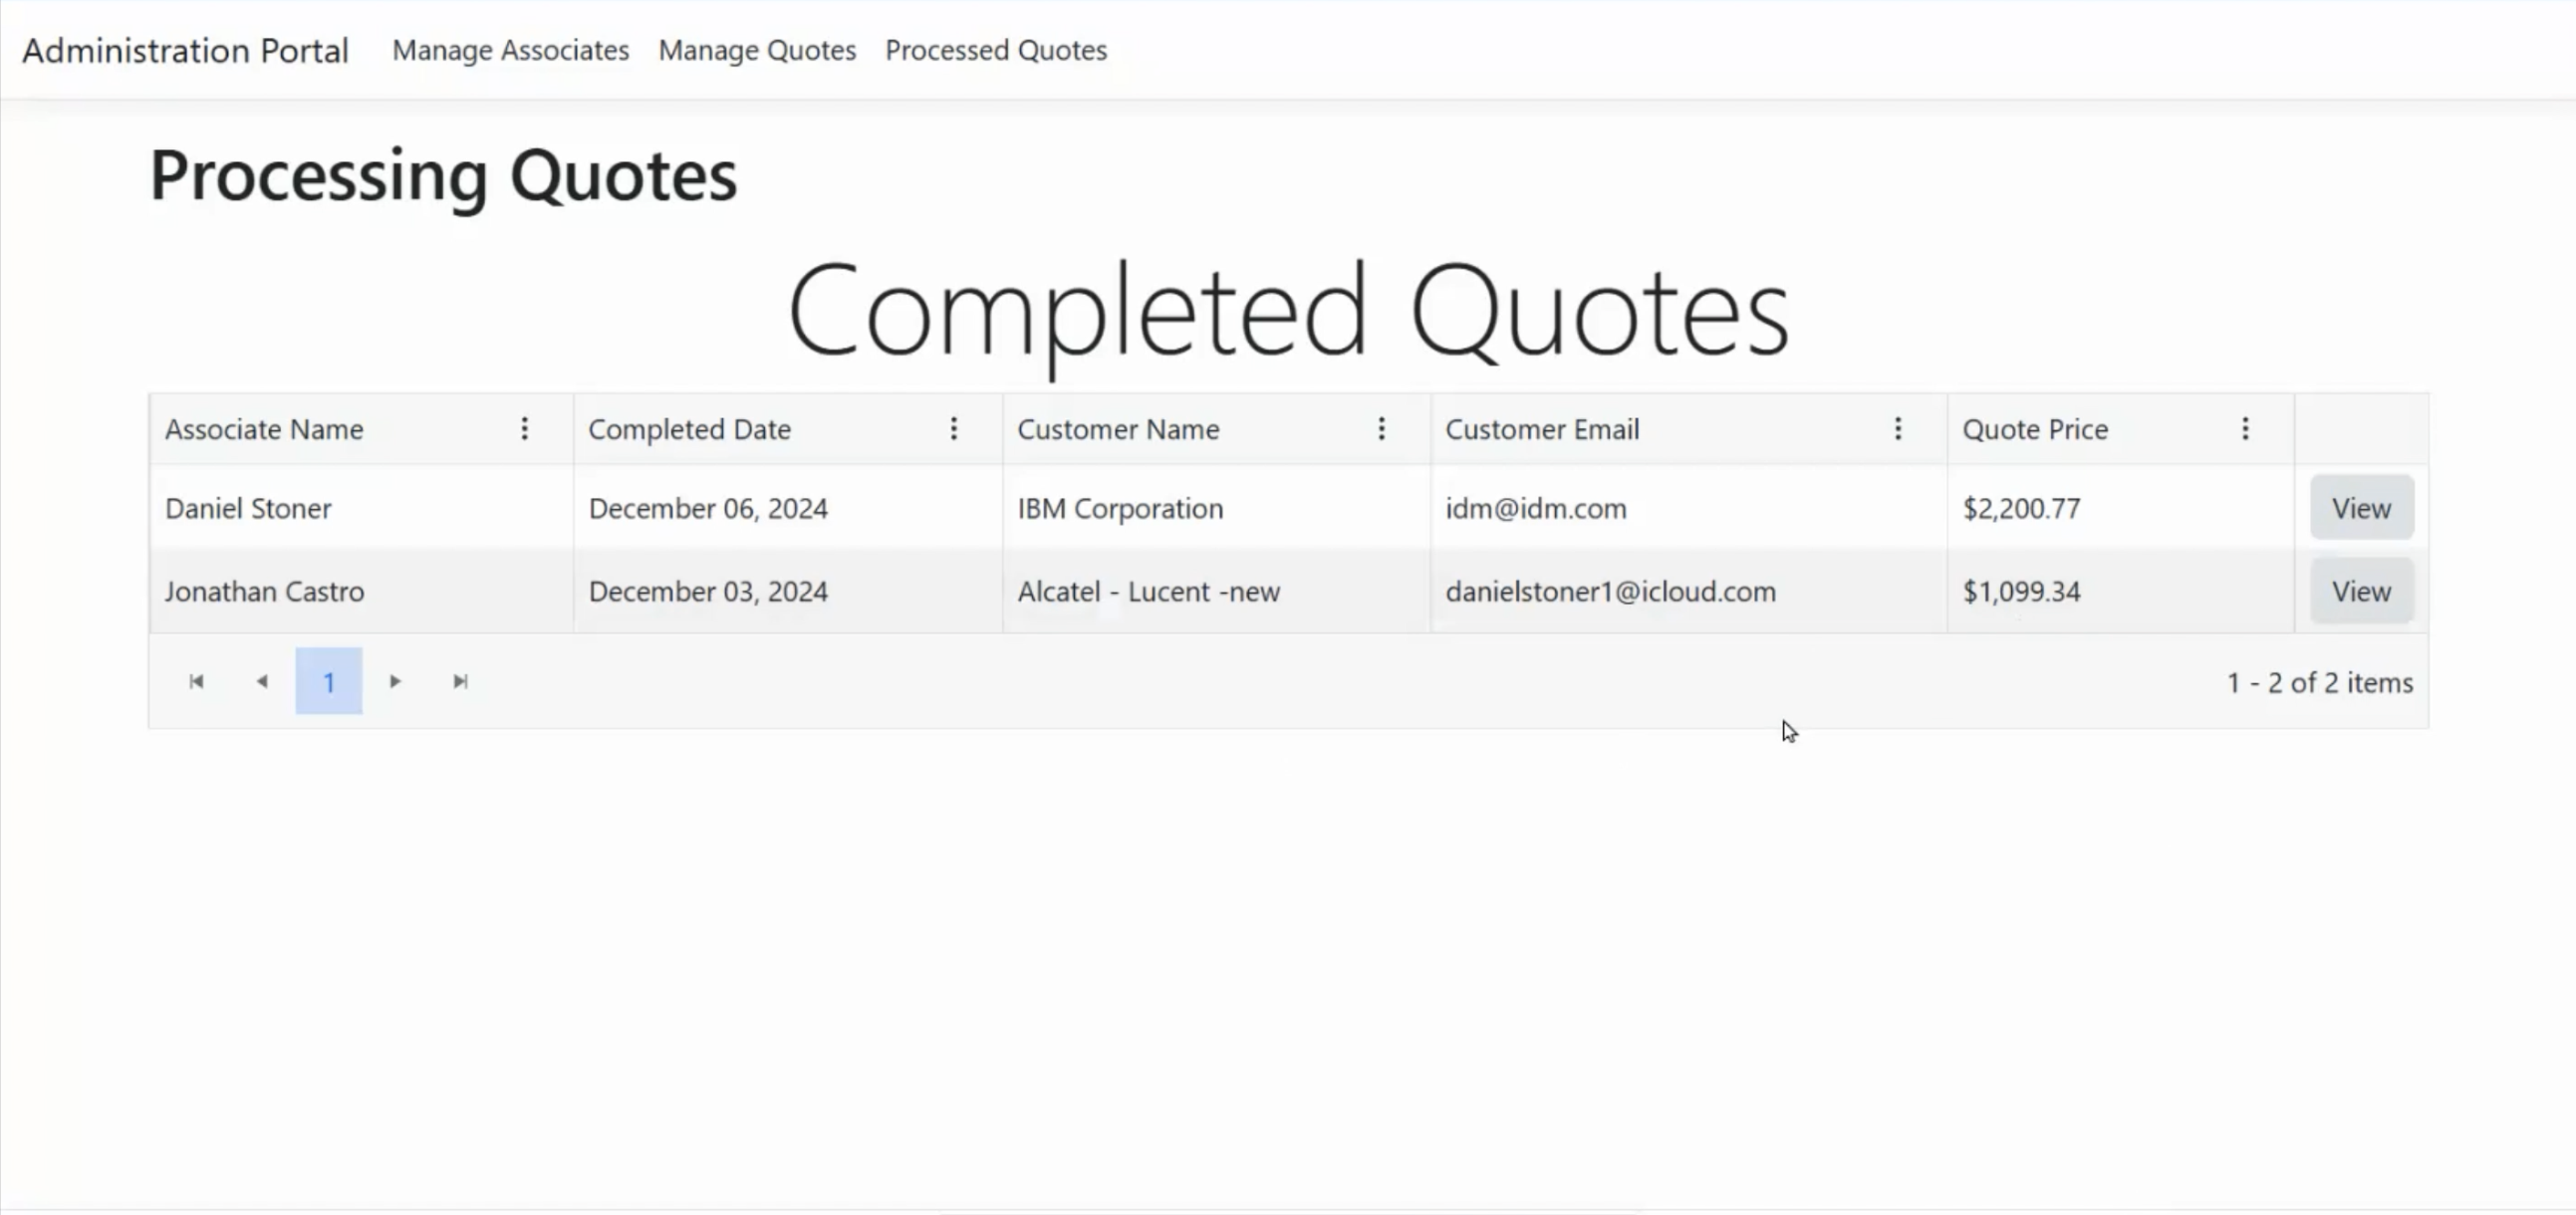 Administration Portal Manage Associates Manage Quotes Processed Quotes
Processing Quotes
Completed Quotes
Associate Name Completed Date Customer Name Customer Email Quote Price
Daniel Stoner December 06, 2024 IBM Corporation idm@idm.com $2,200.77 View
Jonathan Castro December 03, 2024 Alcatel - Lucent -new danielstoner1@icloud.com $1,099.34 View
1 1 - 2 of 2 items